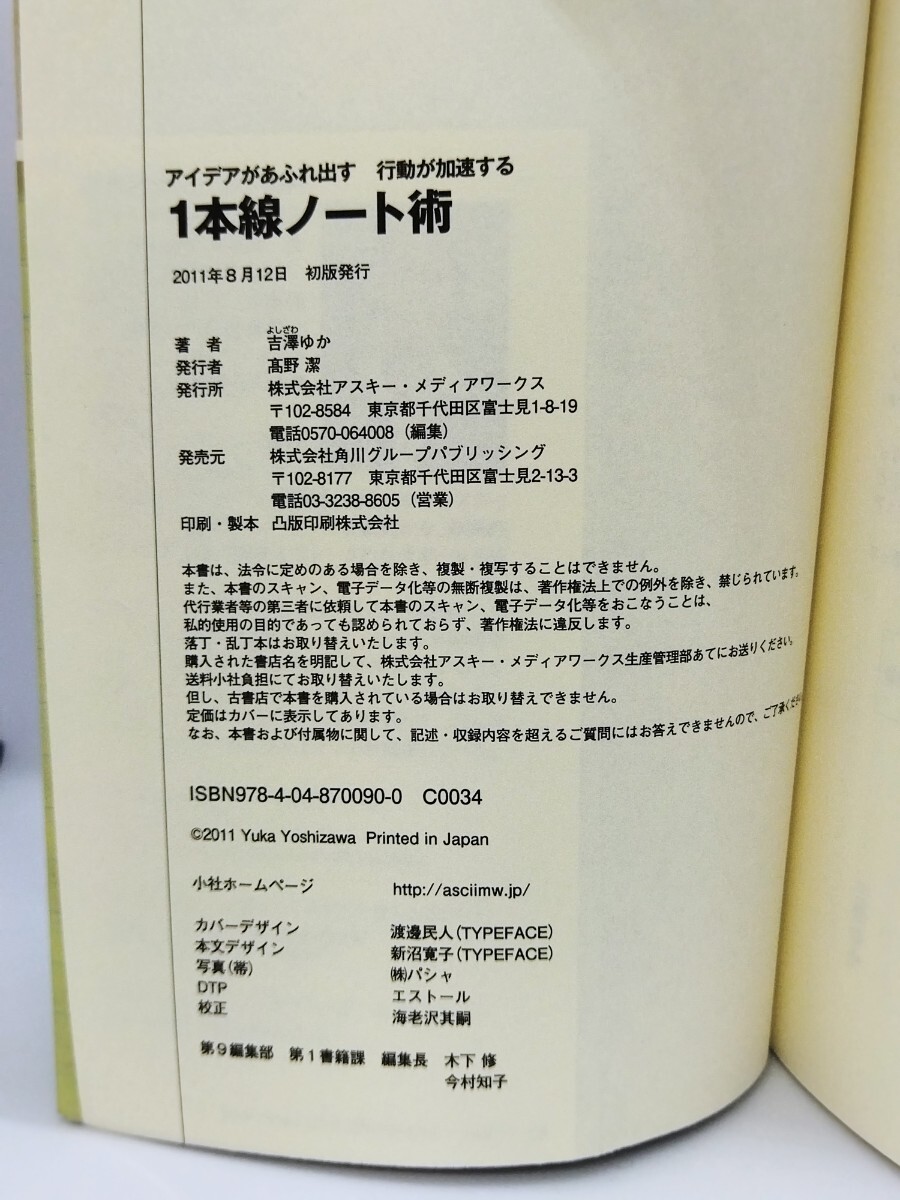 アイデアがあふれ出す　行動が加速する
1本線ノート術
2011年8月12日　初版発行
よしざわ
著　者　吉澤ゆか
発行者　髙野 潔
発行所　株式会社アスキー・メディアワークス
〒102-8584　東京都千代田区富士見1-8-19
電話0570-064008（編集）
発売元　株式会社角川グループパブリッシング
〒102-8177　東京都千代田区富士見2-13-3
電話03-3238-8605（営業）
印刷・製本　凸版印刷株式会社
本書は、法令に定めのある場合を除き、複製・複写することはできません。
また、本書のスキャン、電子データ化等の無断複製は、著作権法上での例外を除き、禁じられています。
代行業者等の第三者に依頼して本書のスキャン、電子データ化等をおこなうことは、
私的使用の目的であっても認められておらず、著作権法に違反します。
落丁・乱丁本はお取り替えいたします。
購入された書店名を明記して、株式会社アスキー・メディアワークス生産管理部あてにお送りください。
送料小社負担にてお取り替えいたします。
但し、古書店で本書を購入されている場合はお取り替えできません。
定価はカバーに表示してあります。
なお、本書および付属物に関して、記述・収録内容を超えるご質問にはお答えできませんので、ご了承くださ
ISBN978-4-04-870090-0　C0034
©2011 Yuka Yoshizawa Printed in Japan
小社ホームページ　http://asciimw.jp/
カバーデザイン　渡邊民人（TYPEFACE）
本文デザイン　新沼寛子（TYPEFACE）
写真（帯）　㈱パシャ
DTP　エストール
校正　海老沢其嗣
第9編集部　第1書籍課　編集長　木下 修
今村知子